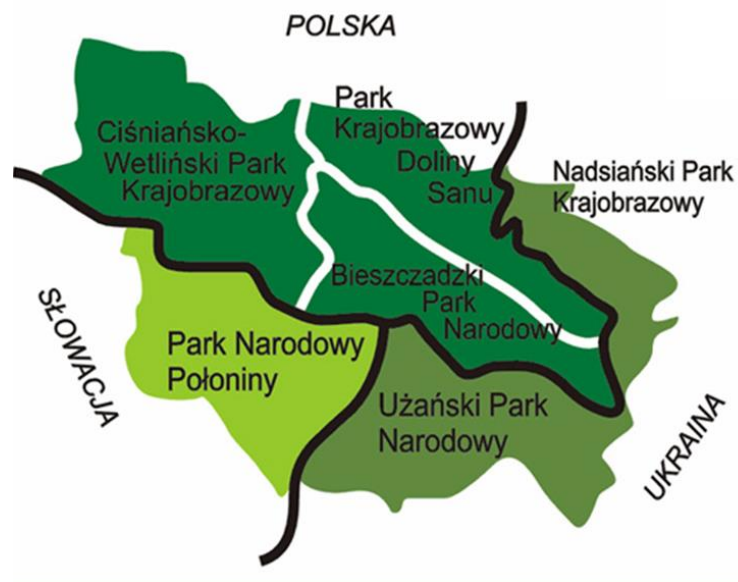 POLSKA
Park
Krajobrazowy
Doliny
Sanu
Ciśniańsko-
Wetliński Park
Krajobrazowy
Nadsiański Park
Krajobrazowy
Bieszczadzki
Park
Narodowy
SŁOWACJA
Park Narodowy
Połoniny
Użański Park
Narodowy
UKRAINA